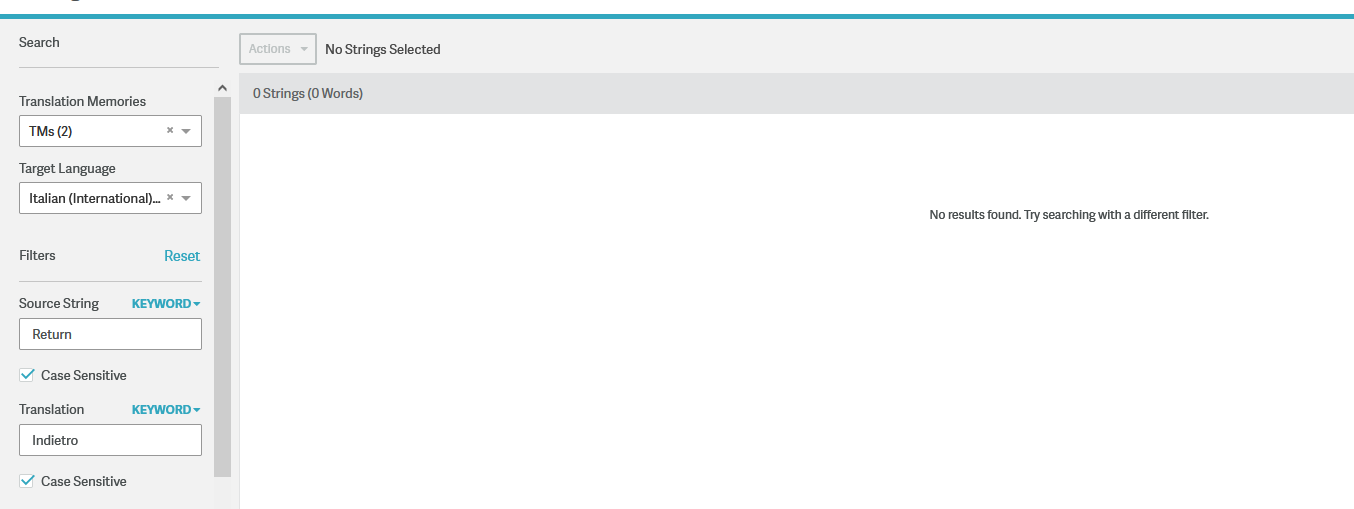 Search
Actions
No Strings Selected
0 Strings (0 Words)
Translation Memories
TMs (2)
Target Language
Italian (International)...
No results found. Try searching with a different filter.
Filters
Reset
Source String
KEYWORD
Return
Case Sensitive
Translation
KEYWORD
Indietro
Case Sensitive